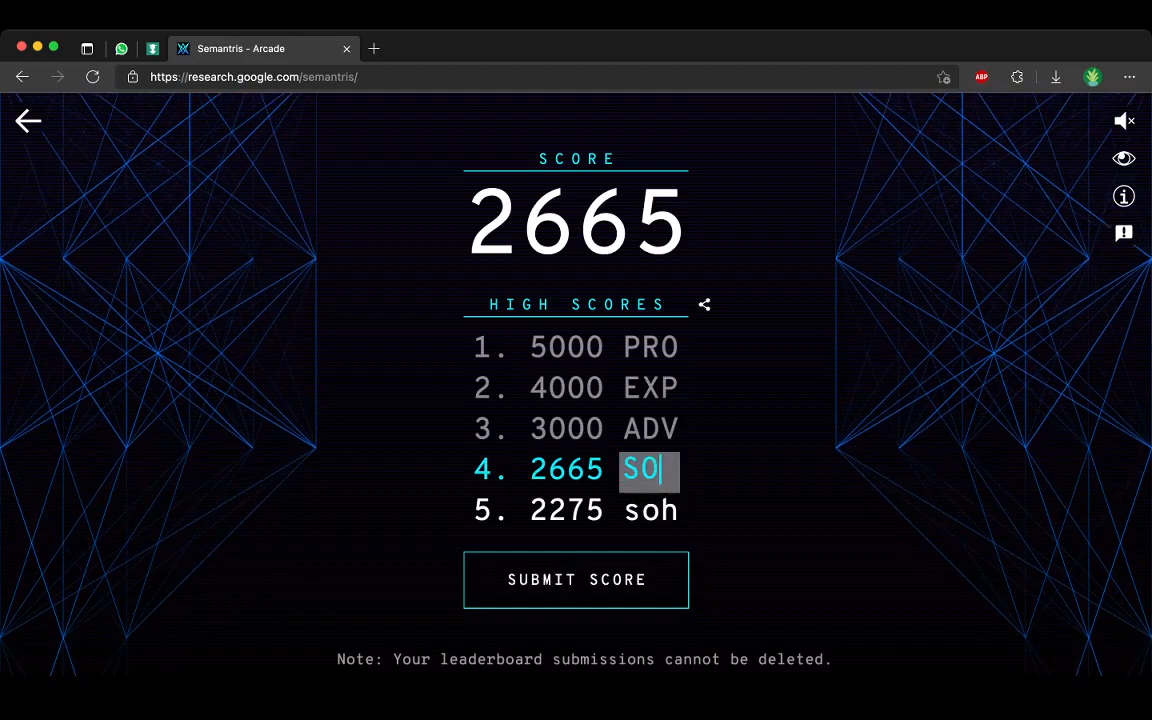 Semantris - Arcade
https://research.google.com/semantris/
ABP
SCORE
2665
HIGH SCORES
1. 5000 PRO
2. 4000 EXP
3. 3000 ADV
4. 2665 SO
5. 2275 soh
SUBMIT SCORE
Note: Your leaderboard submissions cannot be deleted.